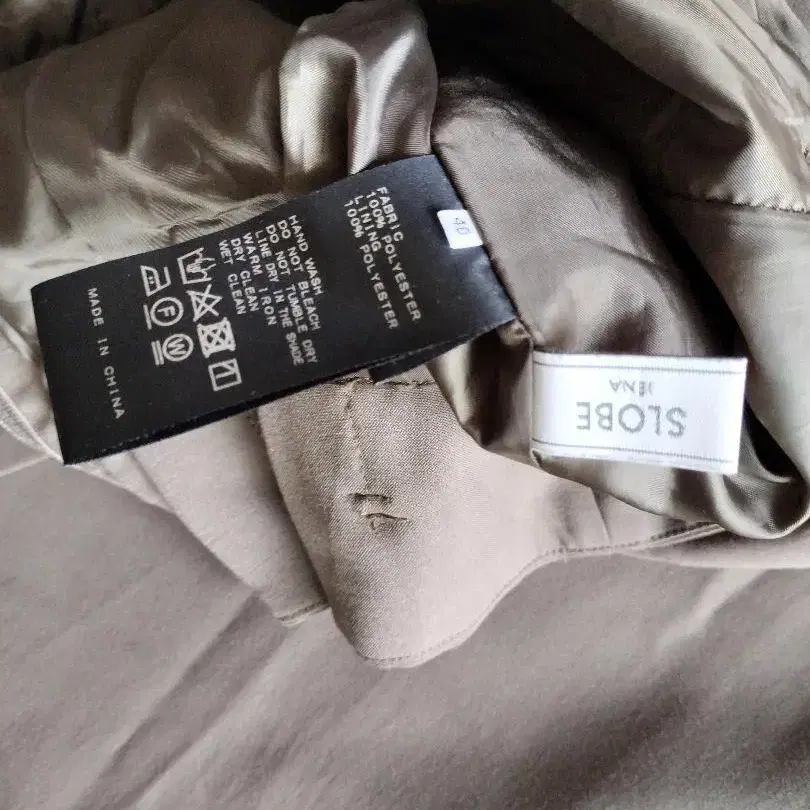 40
FABRIC
100% POLYESTER
LINING
100% POLYESTER
HAND WASH
DO NOT BLEACH
DO NOT TUMBLE DRY
LINE DRY IN THE SHADE
WARM IRON
DRY CLEAN
WET CLEAN
F
W
MADE IN CHINA
SLOBE
IÉNA